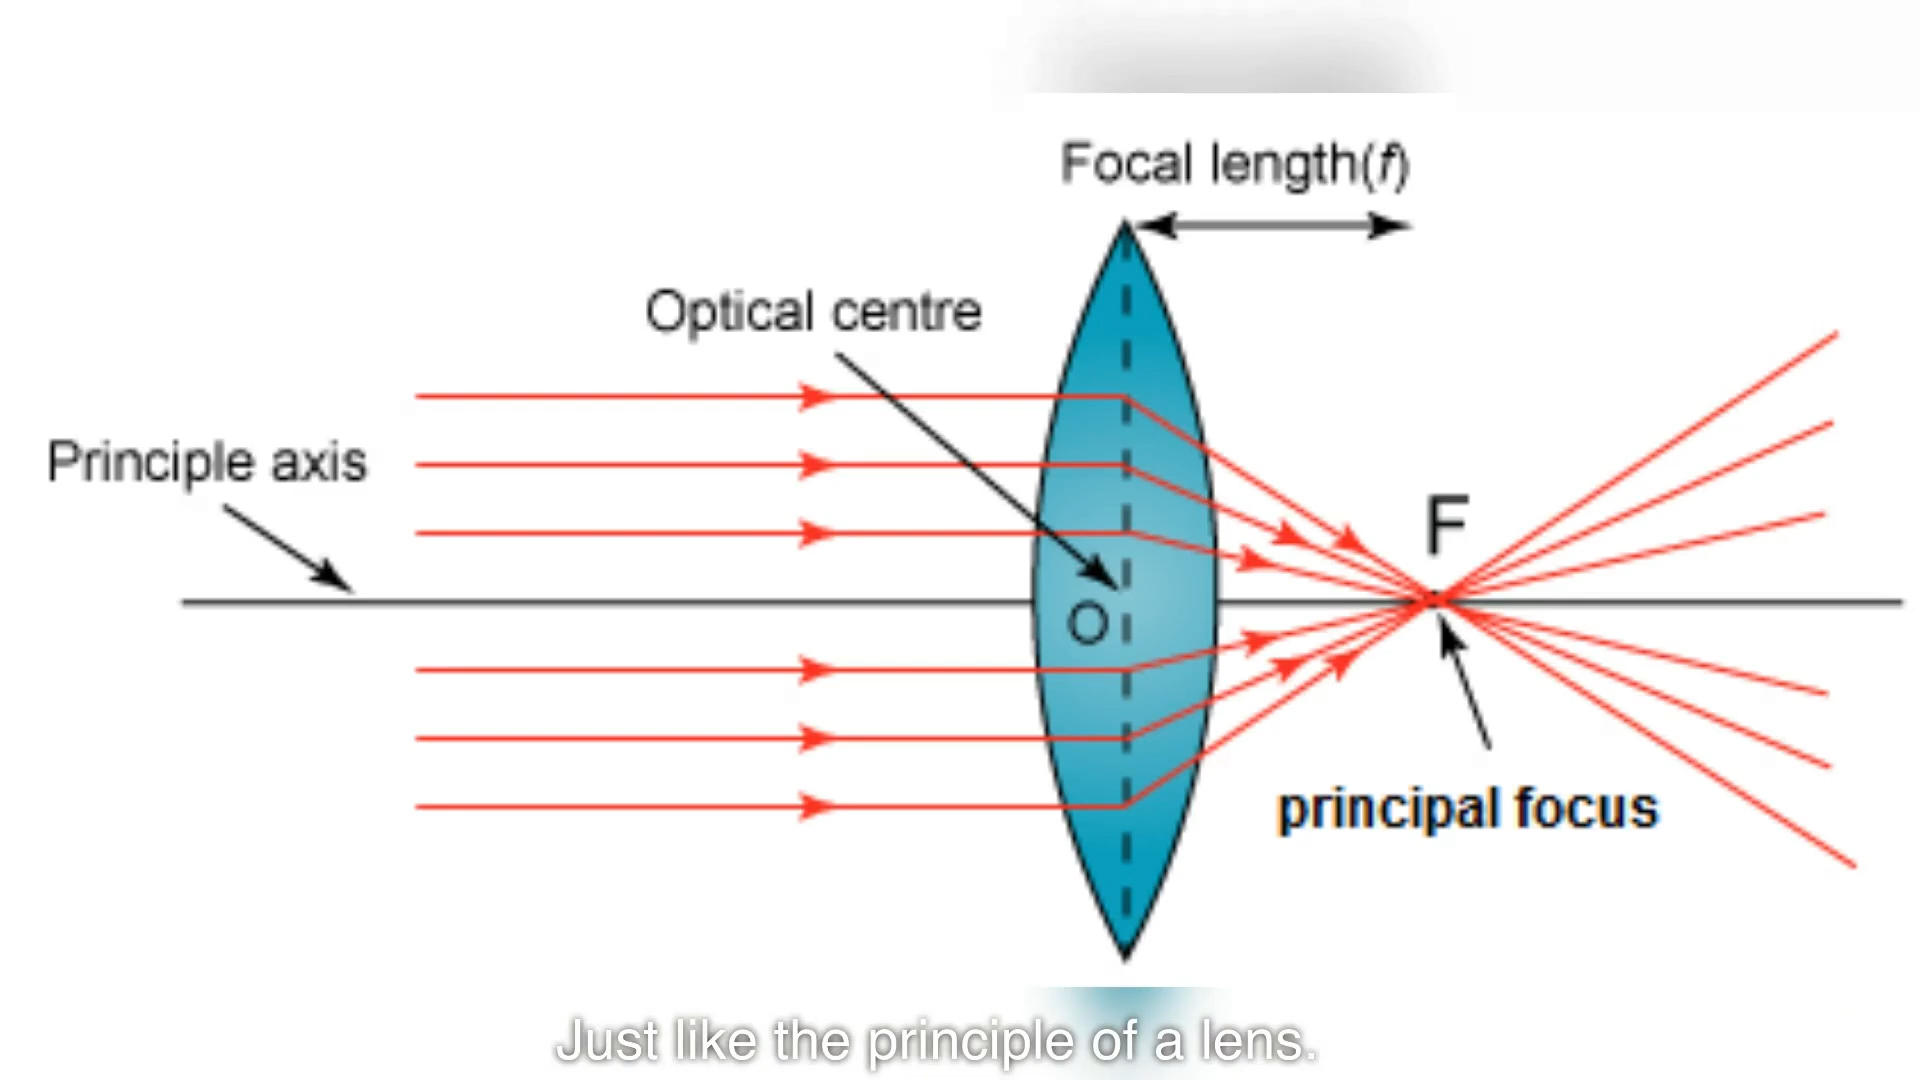 Focal length(f)
Optical centre
Principle axis
F
O
principal focus
Just like the principle of a lens.